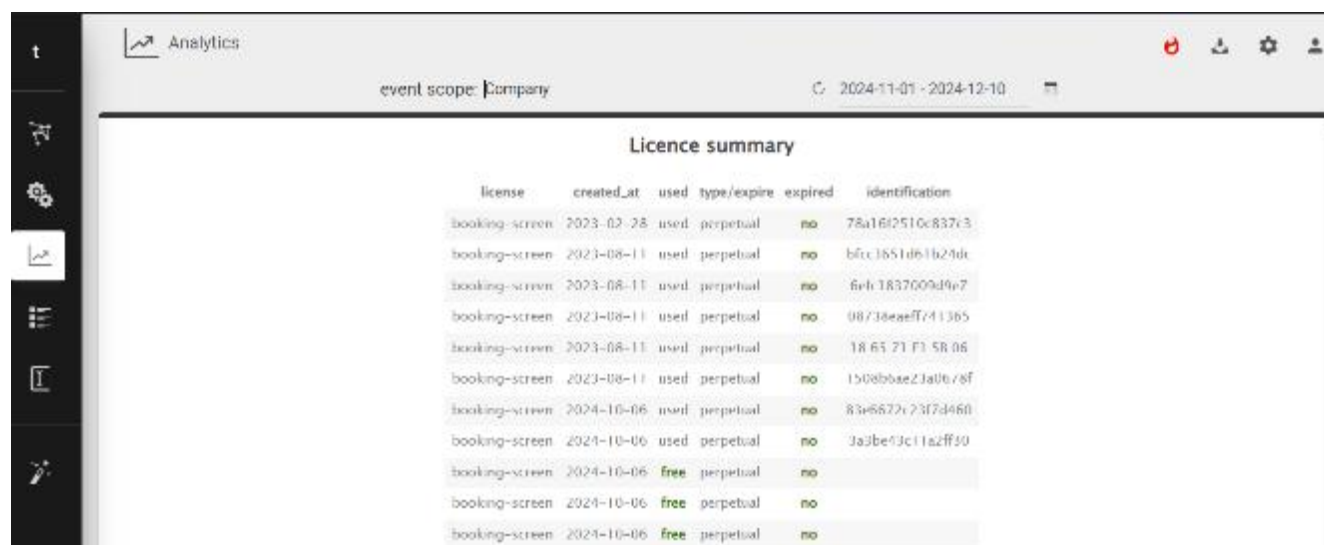 t
Analytics
event scope: Company
2024-11-01 - 2024-12-10
Licence summary
license created_at used type/expire expired identification
booking-screen 2023-02-28 used perpetual no 78a16f2510c837c3
booking-screen 2023-08-11 used perpetual no
booking-screen 2023-08-11 used perpetual no
booking-screen 2023-08-11 used perpetual no 08738eaeff741365
booking-screen 2023-08-11 used perpetual no
booking-screen 2023-08-11 used perpetual no 1508b6ae23a0678f
booking-screen 2024-10-06 used perpetual no 83e6672c23f7d460
booking-screen 2024-10-06 used perpetual no 3a3be43c11a2ff30
booking-screen 2024-10-06 free perpetual no
booking-screen 2024-10-06 free perpetual no
booking-screen 2024-10-06 free perpetual no